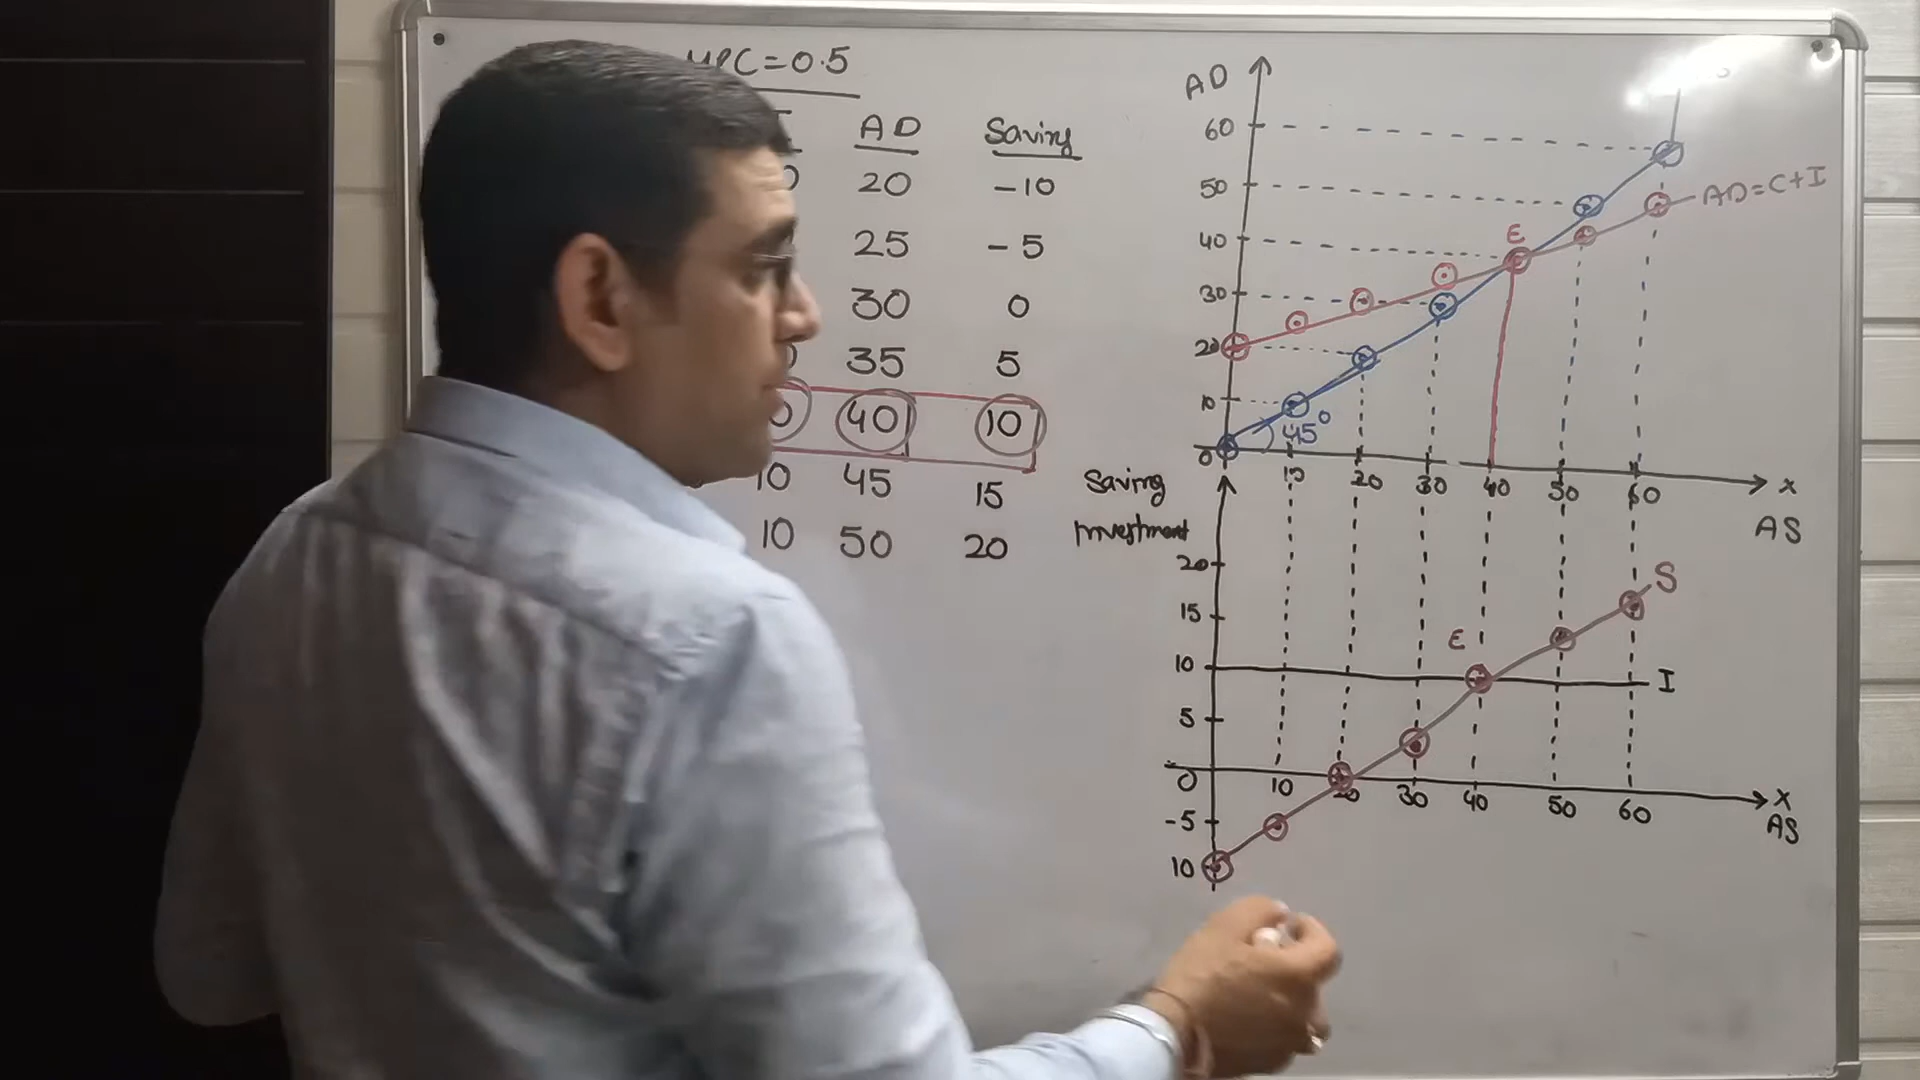 MPC=0.5
AD Saving
20 -10
25 -5
30 0
35 5
40 10
10 45 15
10 50 20
AD
60
50
40
30
20
10
0
E
AD=C+I
45°
10 20 30 40 50 60
x
AS
Saving
Investment
20
15
10
5
0
-5
10
S
E
I
10 20 30 40 50 60
x
AS